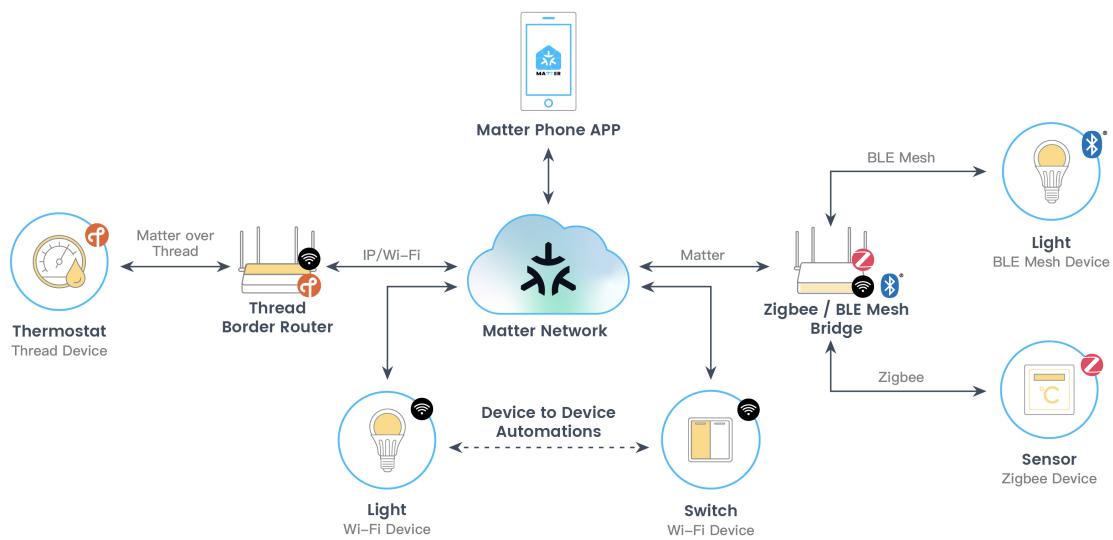 MATTER
Matter Phone APP
BLE Mesh
Light
BLE Mesh Device
Matter over
Thread
IP/Wi-Fi
Matter
Thermostat
Thread Device
Thread
Border Router
Matter Network
Zigbee / BLE Mesh
Bridge
Zigbee
°C
Sensor
Zigbee Device
Device to Device
Automations
Light
Wi-Fi Device
Switch
Wi-Fi Device